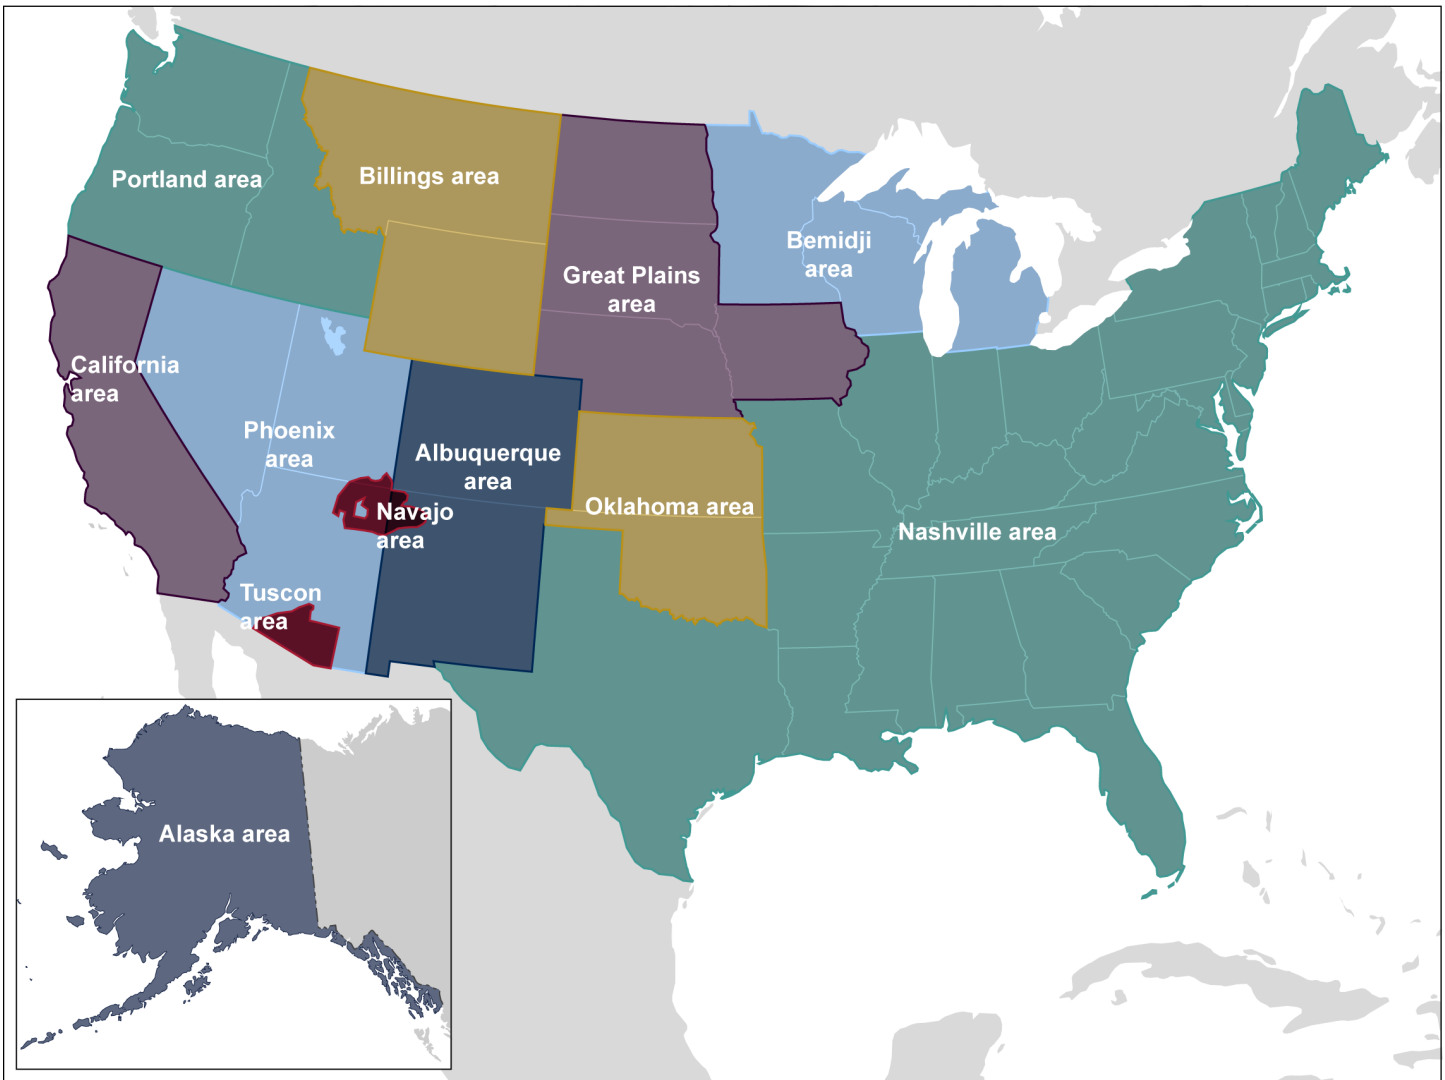 Portland area
Billings area
Bemidji
area
Great Plains
area
California
area
Phoenix
area
Albuquerque
area
Oklahoma area
Navajo
area
Nashville area
Tuscon
area
Alaska area